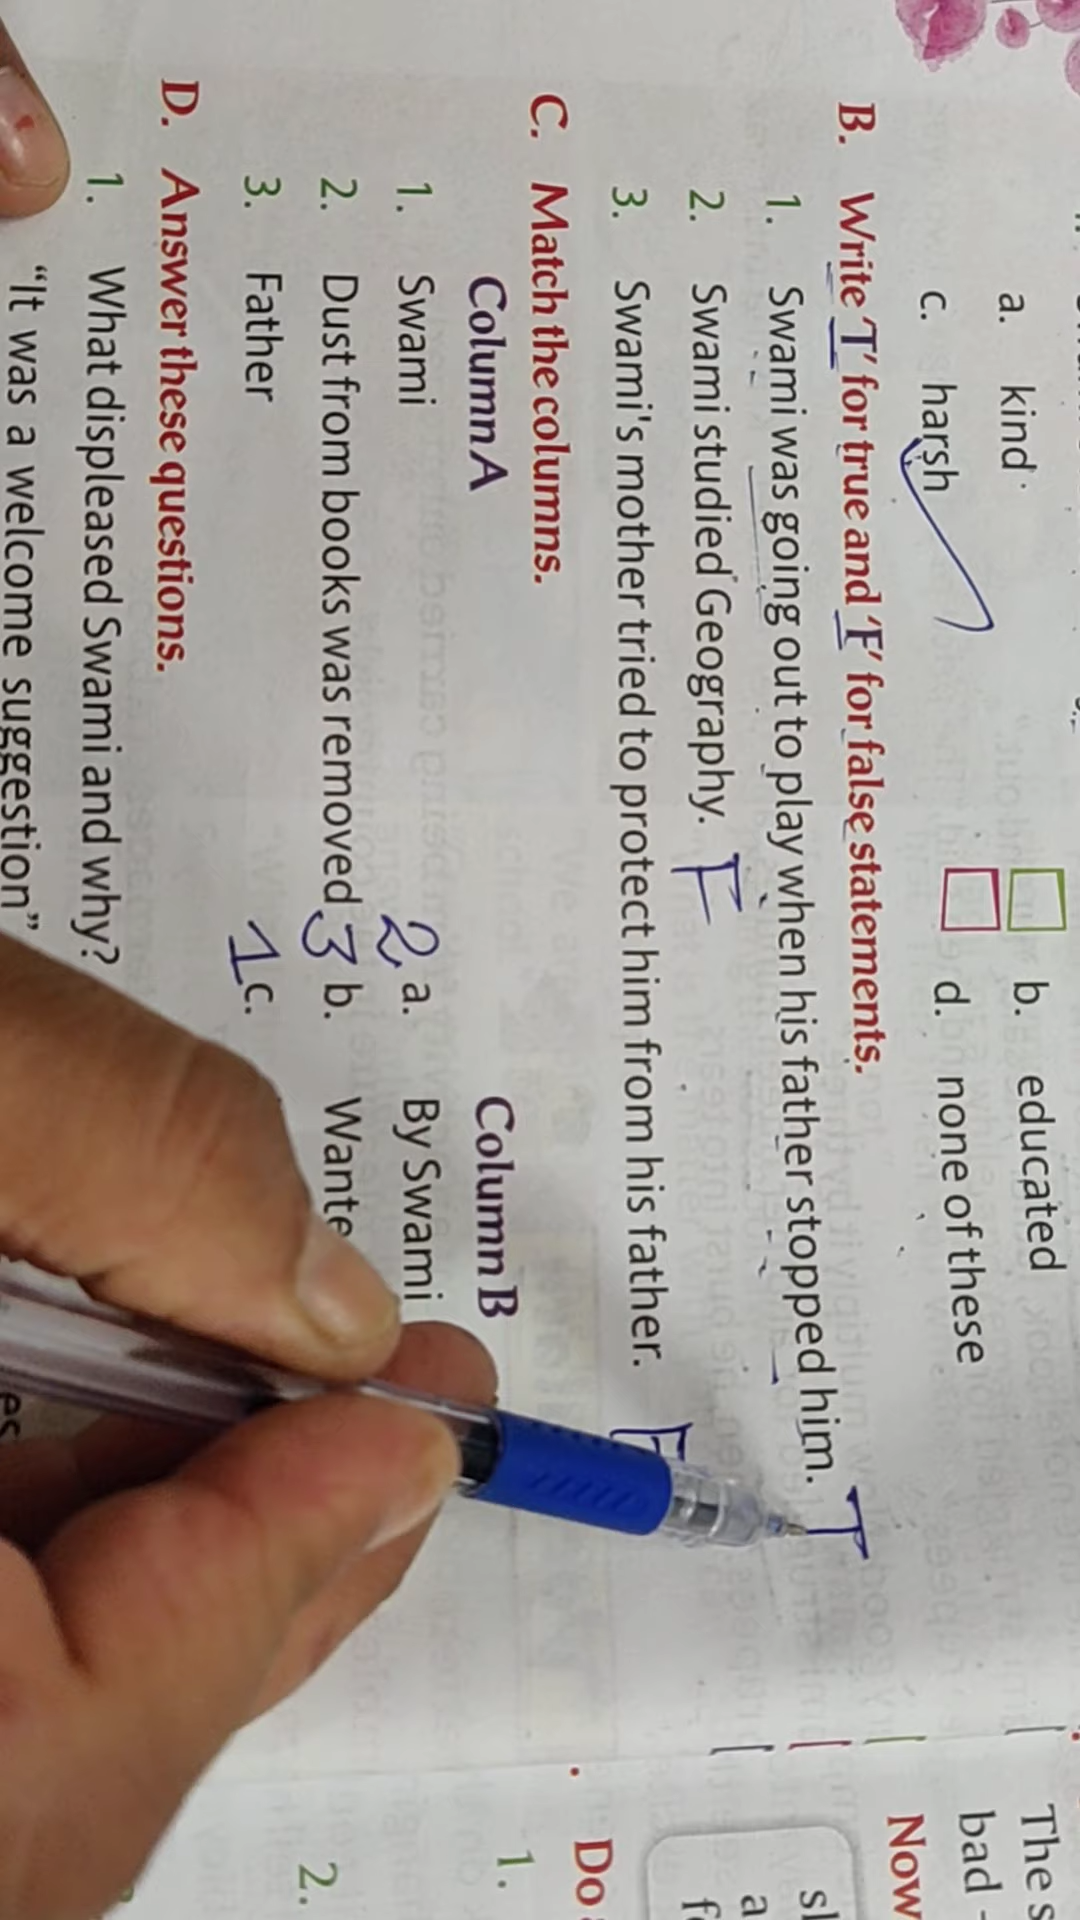 a. kind b. educated
c. harsh d. none of these
B. Write 'T' for true and 'F' for false statements.
1. Swami was going out to play when his father stopped him. T
2. Swami studied Geography. F
3. Swami's mother tried to protect him from his father. F
C. Match the columns.
Column A Column B
1. Swami 2 a. By Swami
2. Dust from books was removed 3 b.
3. Father 1 c.
D. Answer these questions.
1. What displeased Swami and why?
"It was a welcome suggestion"
The
bad
Now
Do
1.
2.